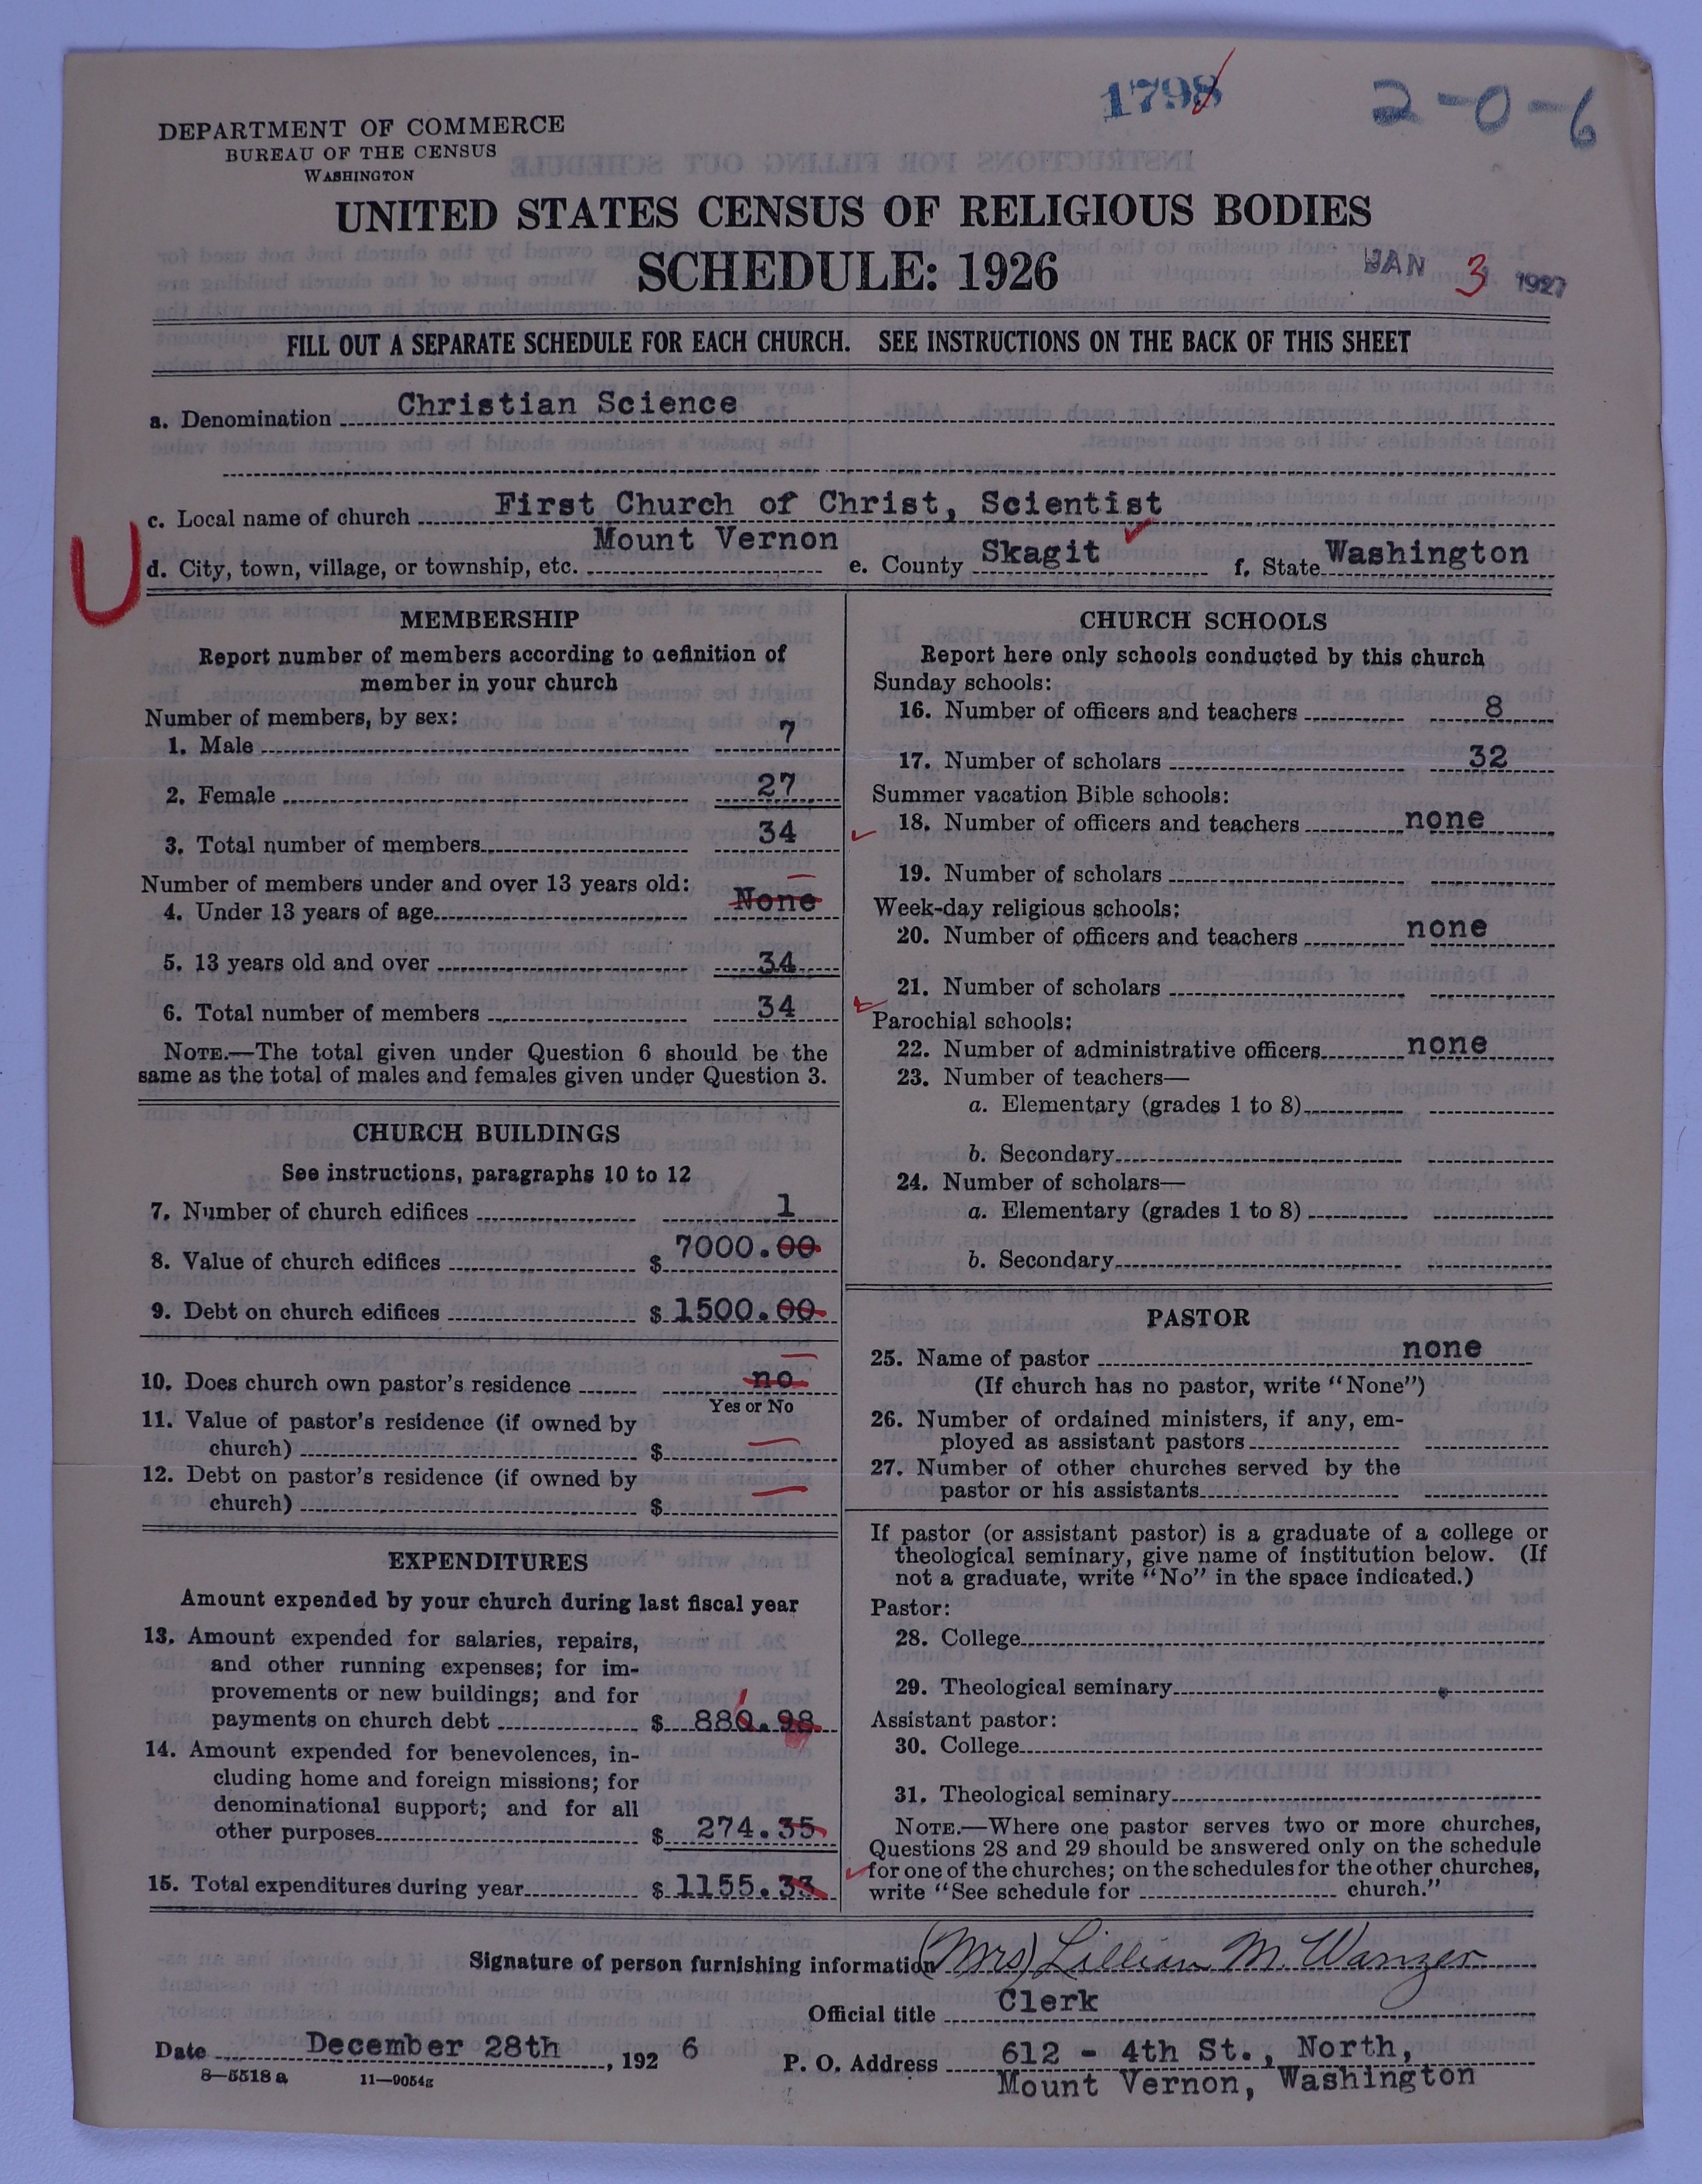 1798
2-0-6
DEPARTMENT OF COMMERCE
BUREAU OF THE CENSUS
WASHINGTON
UNITED STATES CENSUS OF RELIGIOUS BODIES
SCHEDULE: 1926
JAN 3 1927
FILL OUT A SEPARATE SCHEDULE FOR EACH CHURCH. SEE INSTRUCTIONS ON THE BACK OF THIS SHEET
a. Denomination Christian Science
c. Local name of church First Church of Christ, Scientist
U
d. City, town, village, or township, etc. Mount Vernon e. County Skagit f. State Washington
MEMBERSHIP
Report number of members according to definition of
member in your church
Number of members, by sex:
1. Male 7
2. Female 27
3. Total number of members 34
Number of members under and over 13 years old:
4. Under 13 years of age None
5. 13 years old and over 34
6. Total number of members 34
NOTE.—The total given under Question 6 should be the
same as the total of males and females given under Question 3.
CHURCH BUILDINGS
See instructions, paragraphs 10 to 12
7. Number of church edifices 1
8. Value of church edifices $ 7000.00
9. Debt on church edifices $ 1500.00
10. Does church own pastor's residence no
Yes or No
11. Value of pastor's residence (if owned by
church) $
12. Debt on pastor's residence (if owned by
church) $
EXPENDITURES
Amount expended by your church during last fiscal year
13. Amount expended for salaries, repairs,
and other running expenses; for im-
provements or new buildings; and for
payments on church debt $ 880.98
14. Amount expended for benevolences, in-
cluding home and foreign missions; for
denominational support; and for all
other purposes $ 274.35
15. Total expenditures during year $ 1155.33
CHURCH SCHOOLS
Report here only schools conducted by this church
Sunday schools:
16. Number of officers and teachers 8
17. Number of scholars 32
Summer vacation Bible schools:
18. Number of officers and teachers none
19. Number of scholars
Week-day religious schools:
20. Number of officers and teachers none
21. Number of scholars
Parochial schools:
22. Number of administrative officers none
23. Number of teachers—
a. Elementary (grades 1 to 8)
b. Secondary
24. Number of scholars—
a. Elementary (grades 1 to 8)
b. Secondary
PASTOR
25. Name of pastor none
(If church has no pastor, write "None")
26. Number of ordained ministers, if any, em-
ployed as assistant pastors
27. Number of other churches served by the
pastor or his assistants
If pastor (or assistant pastor) is a graduate of a college or
theological seminary, give name of institution below. (If
not a graduate, write "No" in the space indicated.)
Pastor:
28. College
29. Theological seminary
Assistant pastor:
30. College
31. Theological seminary
NOTE.—Where one pastor serves two or more churches,
Questions 28 and 29 should be answered only on the schedule
for one of the churches; on the schedules for the other churches,
write "See schedule for church."
Signature of person furnishing information (Mrs) Lillian M. Wanzer
Official title Clerk
Date December 28th, 192 6 P. O. Address 612 - 4th St., North,
Mount Vernon, Washington
8-5518 a 11-9054g